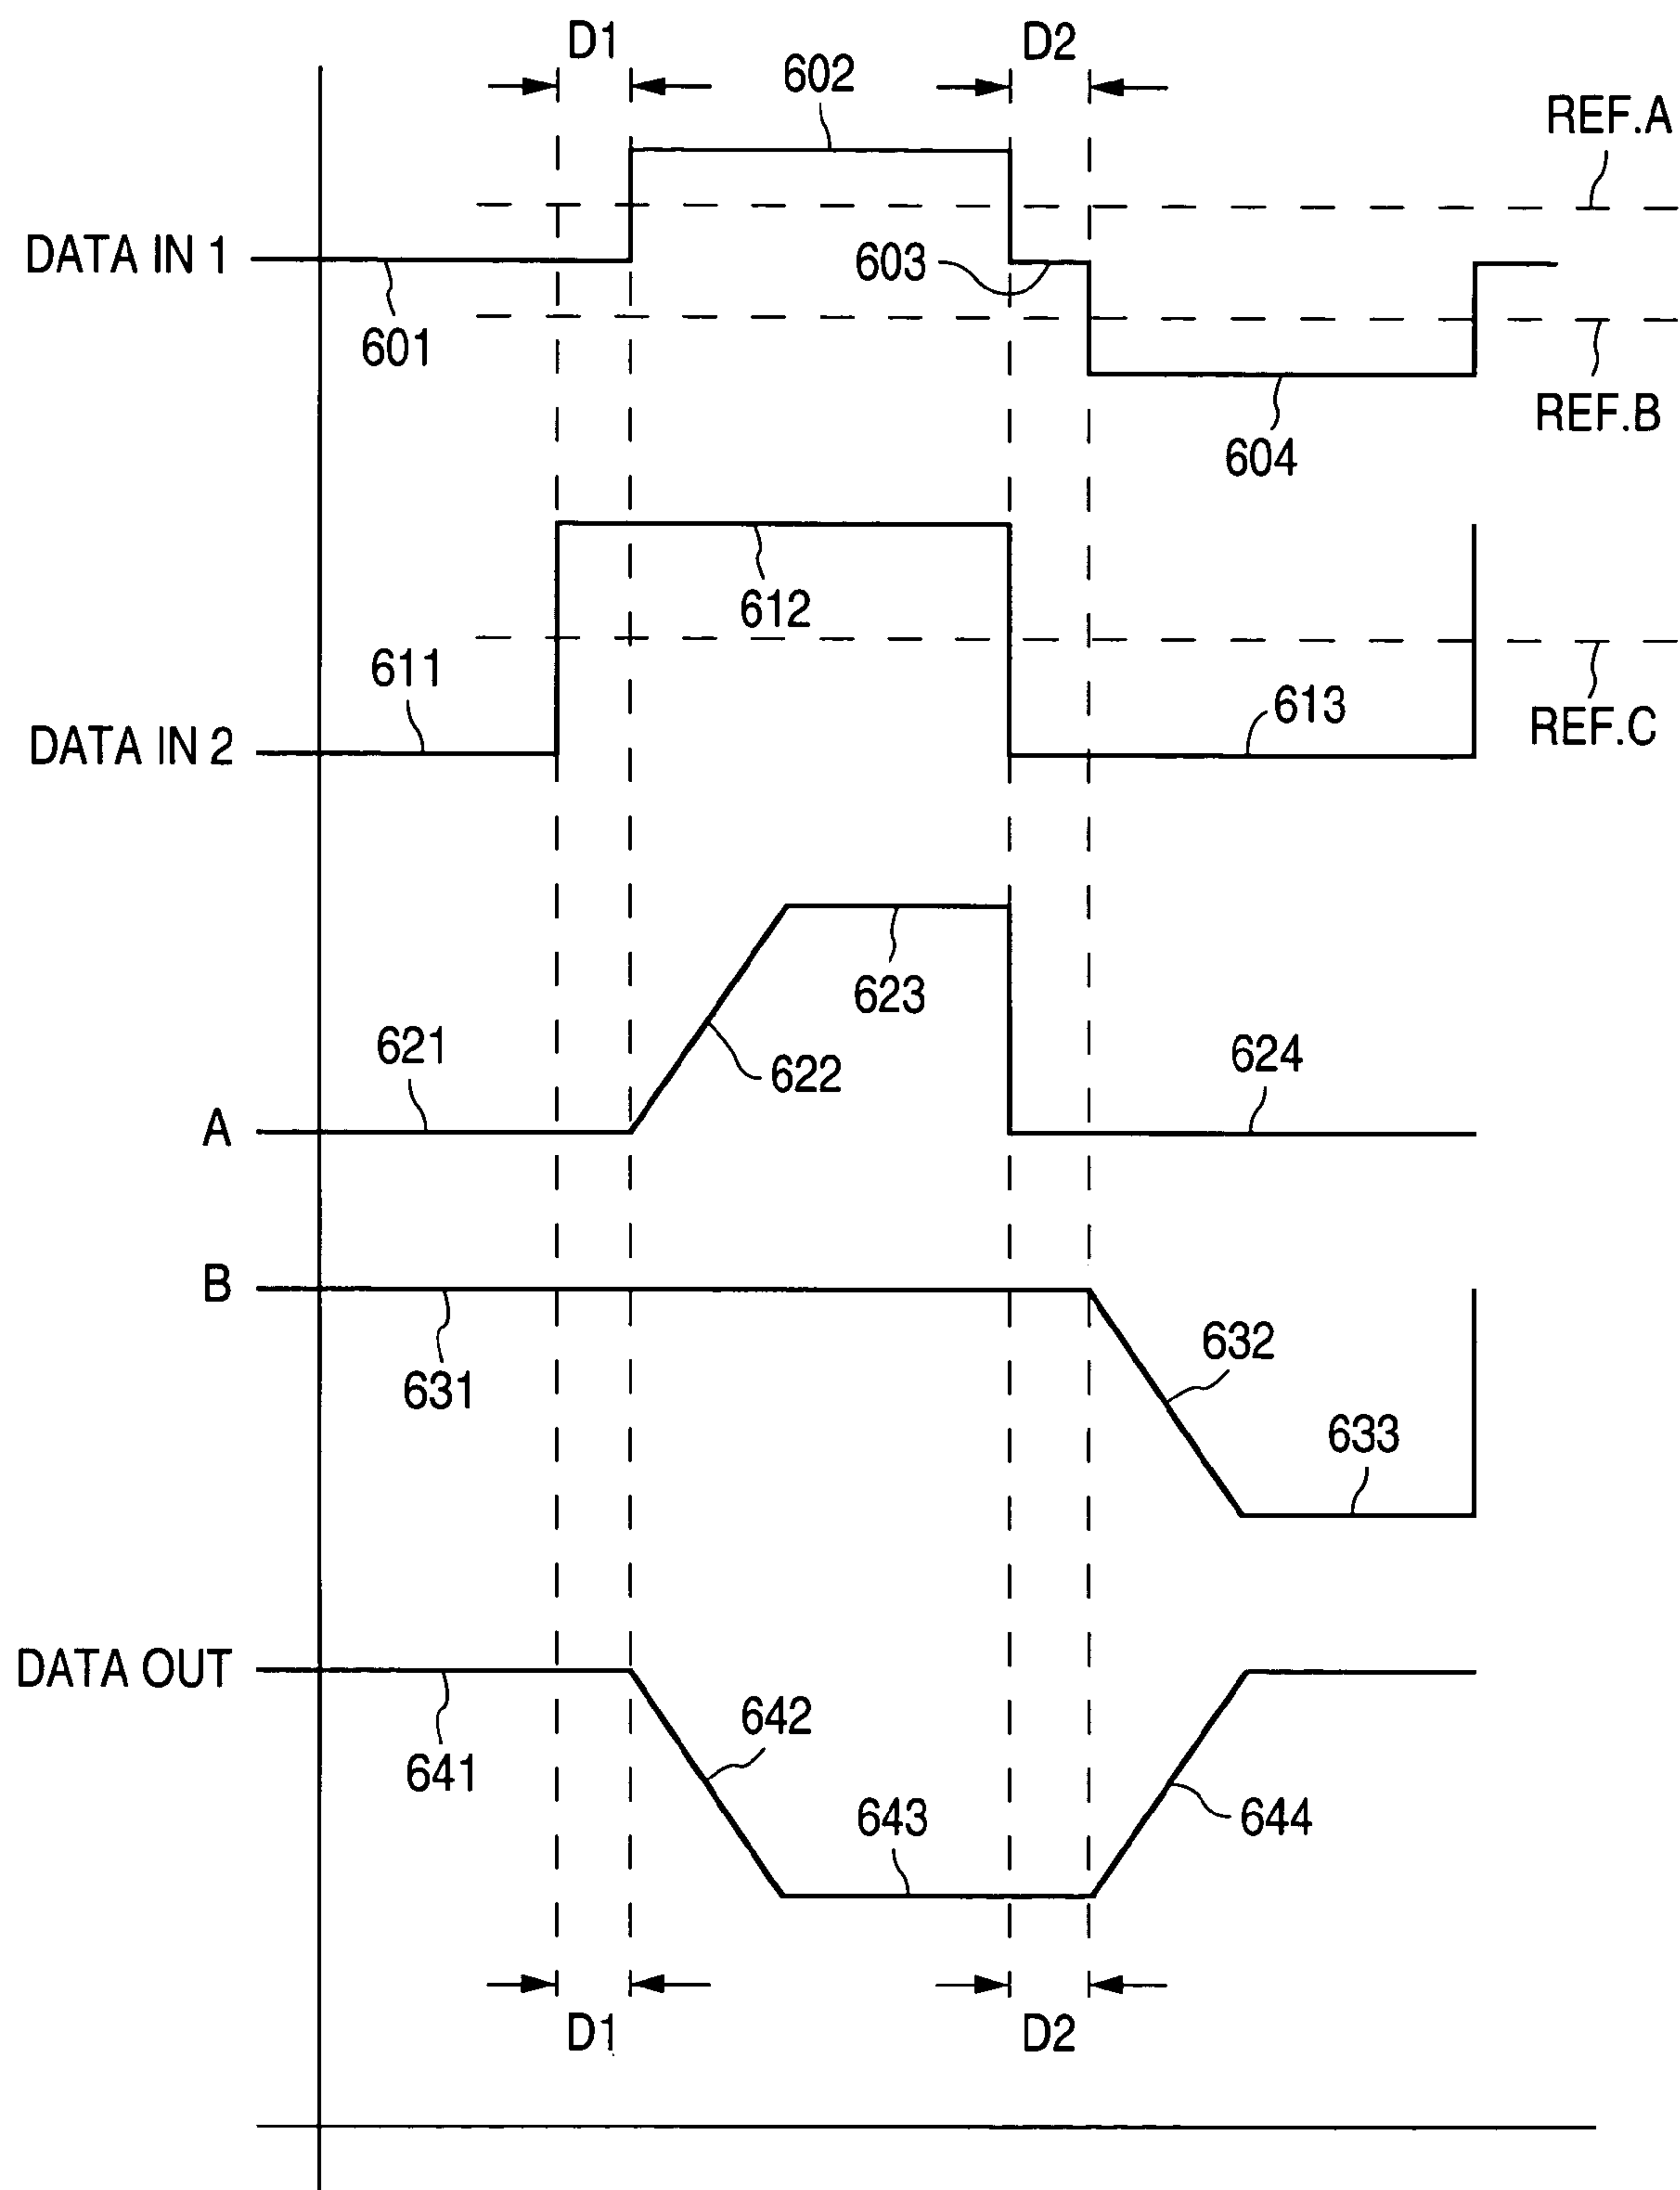 D1
D2
602
REF.A
DATA IN 1
603
601
REF.B
604
612
611
613
DATA IN 2
REF.C
623
621
622
624
A
B
632
631
633
DATA OUT
642
641
643
644
D1
D2